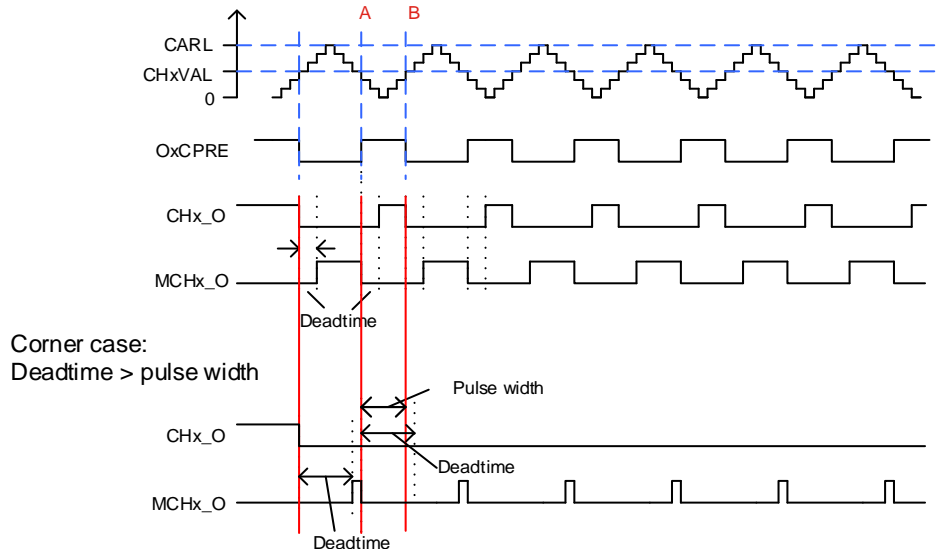 A B
CARL
CHxVAL
0
OxCPRE
CHx_O
MCHx_O
Deadtime
Corner case:
Deadtime > pulse width
Pulse width
CHx_O
Deadtime
MCHx_O
Deadtime